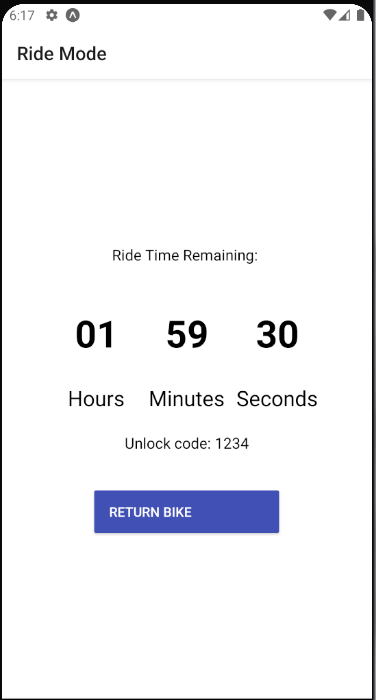 6:17
Ride Mode
Ride Time Remaining:
01 59 30
Hours Minutes Seconds
Unlock code: 1234
RETURN BIKE